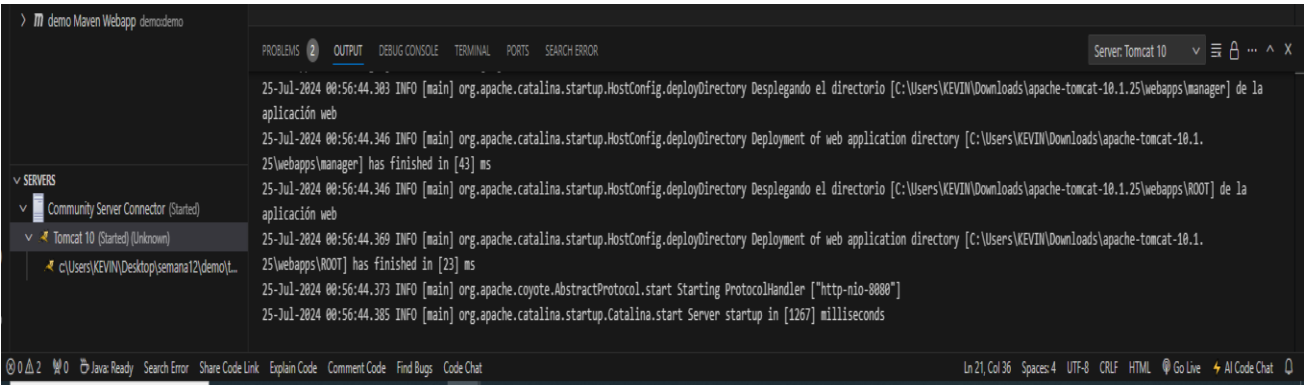 m demo Maven Webapp demo:demo
PROBLEMS 2 OUTPUT DEBUG CONSOLE TERMINAL PORTS SEARCH ERROR
Server: Tomcat 10
25-Jul-2024 00:56:44.303 INFO [main] org.apache.catalina.startup.HostConfig.deployDirectory Desplegando el directorio [C:\Users\KEVIN\Downloads\apache-tomcat-10.1.25\webapps\manager] de la
aplicación web
25-Jul-2024 00:56:44.346 INFO [main] org.apache.catalina.startup.HostConfig.deployDirectory Deployment of web application directory [C:\Users\KEVIN\Downloads\apache-tomcat-10.1.
25\webapps\manager] has finished in [43] ms
25-Jul-2024 00:56:44.346 INFO [main] org.apache.catalina.startup.HostConfig.deployDirectory Desplegando el directorio [C:\Users\KEVIN\Downloads\apache-tomcat-10.1.25\webapps\ROOT] de la
aplicación web
25-Jul-2024 00:56:44.369 INFO [main] org.apache.catalina.startup.HostConfig.deployDirectory Deployment of web application directory [C:\Users\KEVIN\Downloads\apache-tomcat-10.1.
25\webapps\ROOT] has finished in [23] ms
25-Jul-2024 00:56:44.373 INFO [main] org.apache.coyote.AbstractProtocol.start Starting ProtocolHandler ["http-nio-8080"]
25-Jul-2024 00:56:44.385 INFO [main] org.apache.catalina.startup.Catalina.start Server startup in [1267] milliseconds
SERVERS
Community Server Connector (Started)
Tomcat 10 (Started) (Unknown)
c:\Users\KEVIN\Desktop\semana12\demo\t...
0 2 0 Java: Ready Search Error Share Code Link Explain Code Comment Code Find Bugs Code Chat
Ln 21, Col 36 Spaces: 4 UTF-8 CRLF HTML Go Live AI Code Chat